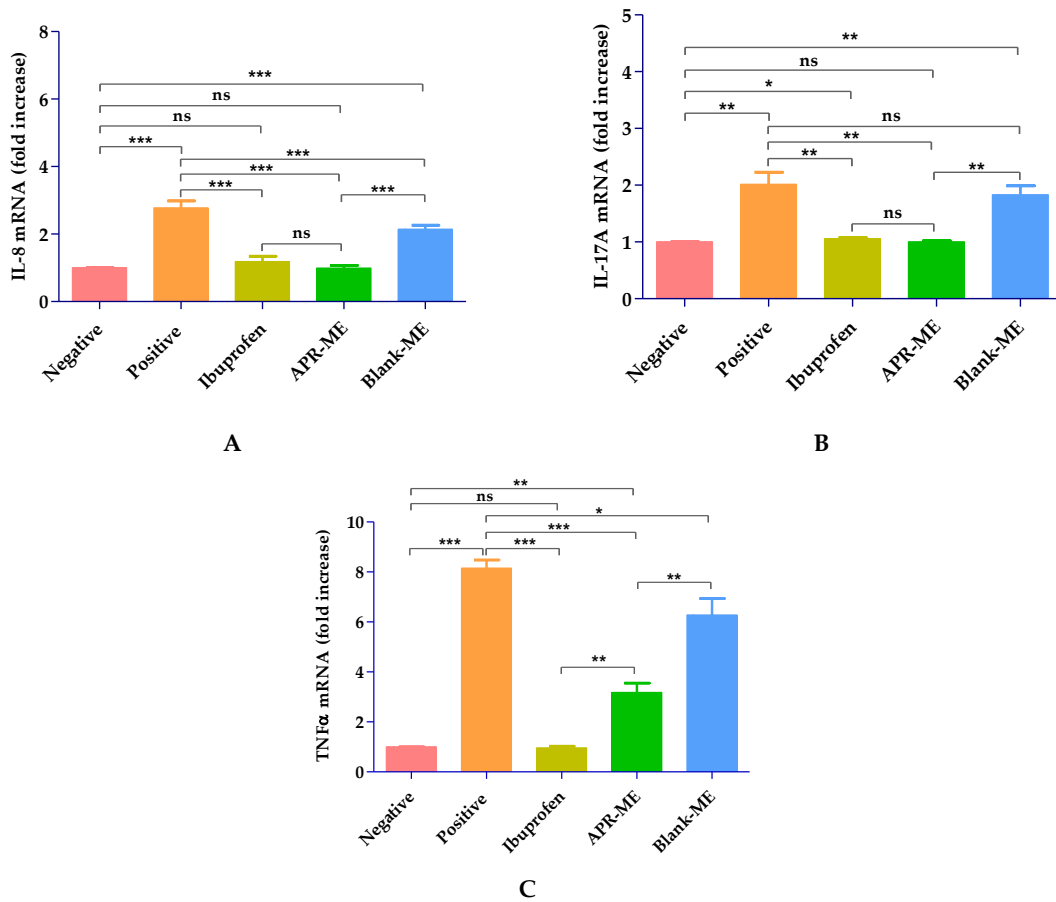 IL-8 mRNA (fold increase)
8
6
4
2
0
***
ns
ns
***
***
***
***
***
ns
Negative
Positive
Ibuprofen
APR-ME
Blank-ME
A
IL-17A mRNA (fold increase)
5
4
3
2
1
0
**
ns
*
**
ns
**
**
**
ns
Negative
Positive
Ibuprofen
APR-ME
Blank-ME
B
TNFα mRNA (fold increase)
10
8
6
4
2
0
**
ns
*
***
***
***
**
**
Negative
Positive
Ibuprofen
APR-ME
Blank-ME
C